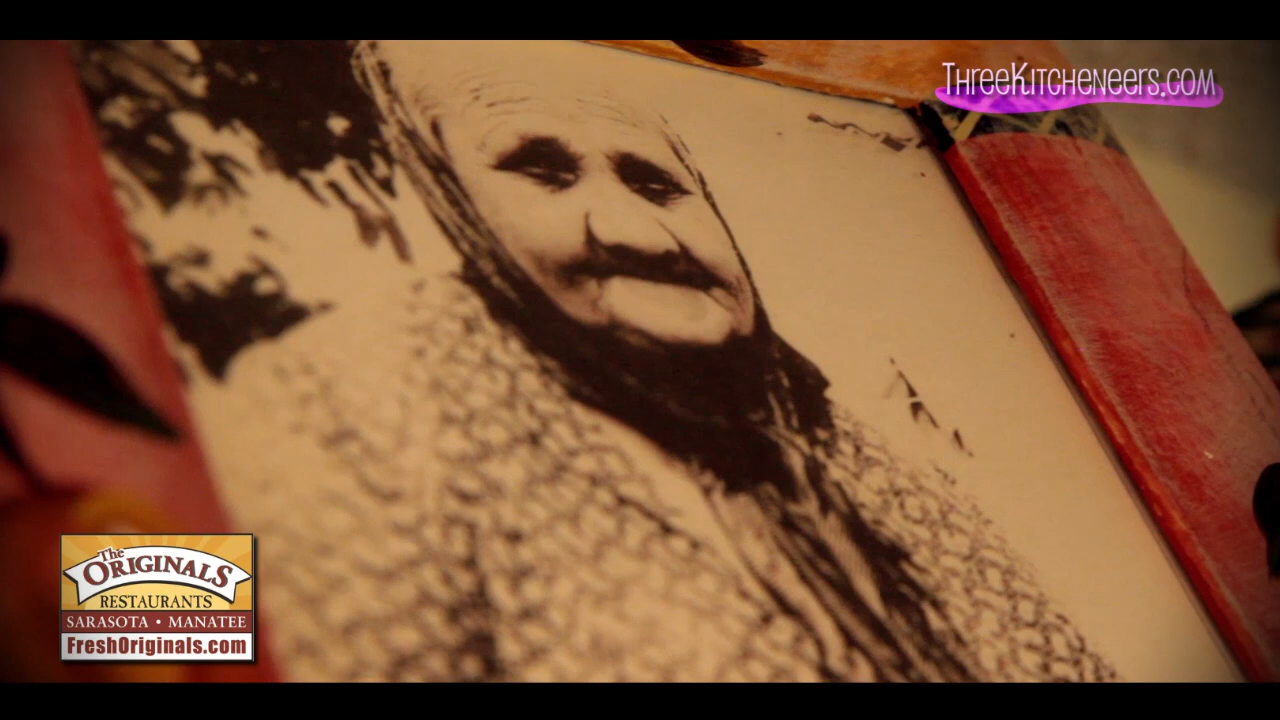 ThreeKitcheneers.com
The
ORIGINALS
RESTAURANTS
SARASOTA • MANATEE
FreshOriginals.com